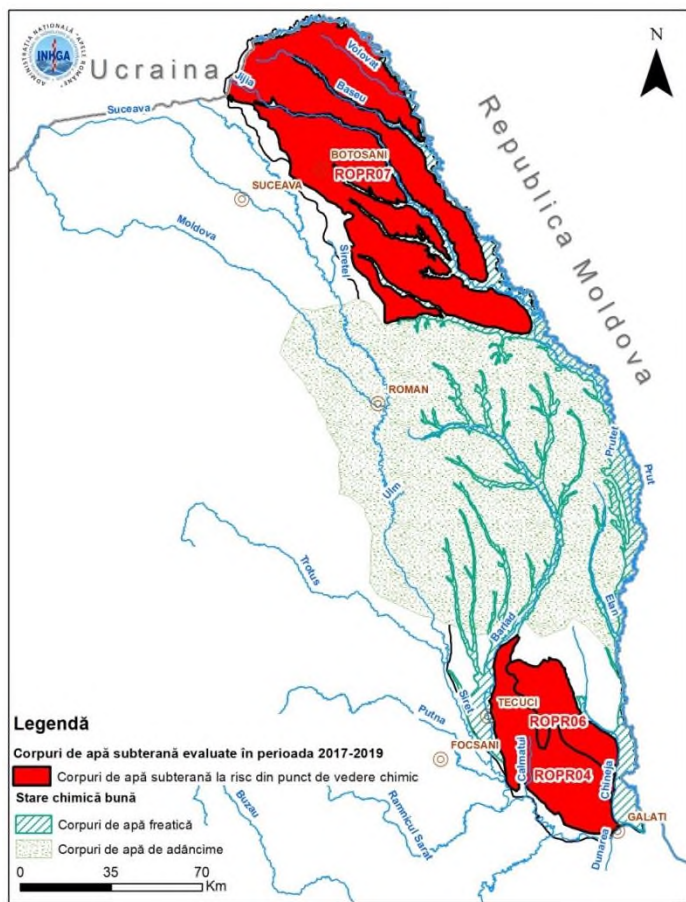 ADMINISTRAȚIA NAȚIONALĂ "APELE ROMÂNE"
INHGA
Ucraina
N
Republica Moldova
Volovat
Baseu
Jijia
Suceava
BOTOSANI
ROPR07
SUCEAVA
Moldova
Siretel
ROMAN
Prutet
Prut
Ulm
Trotus
Elan
Barlad
Siret
TECUCI
ROPR06
Putna
FOCSANI
Calmatui
ROPR04
Chineja
Buzau
Ramnicul Sarat
Dunarea
GALATI
Legendă
Corpuri de apă subterană evaluate în perioada 2017-2019
Corpuri de apă subterană la risc din punct de vedere chimic
Stare chimică bună
Corpuri de apă freatică
Corpuri de apă de adâncime
0 35 70
Km